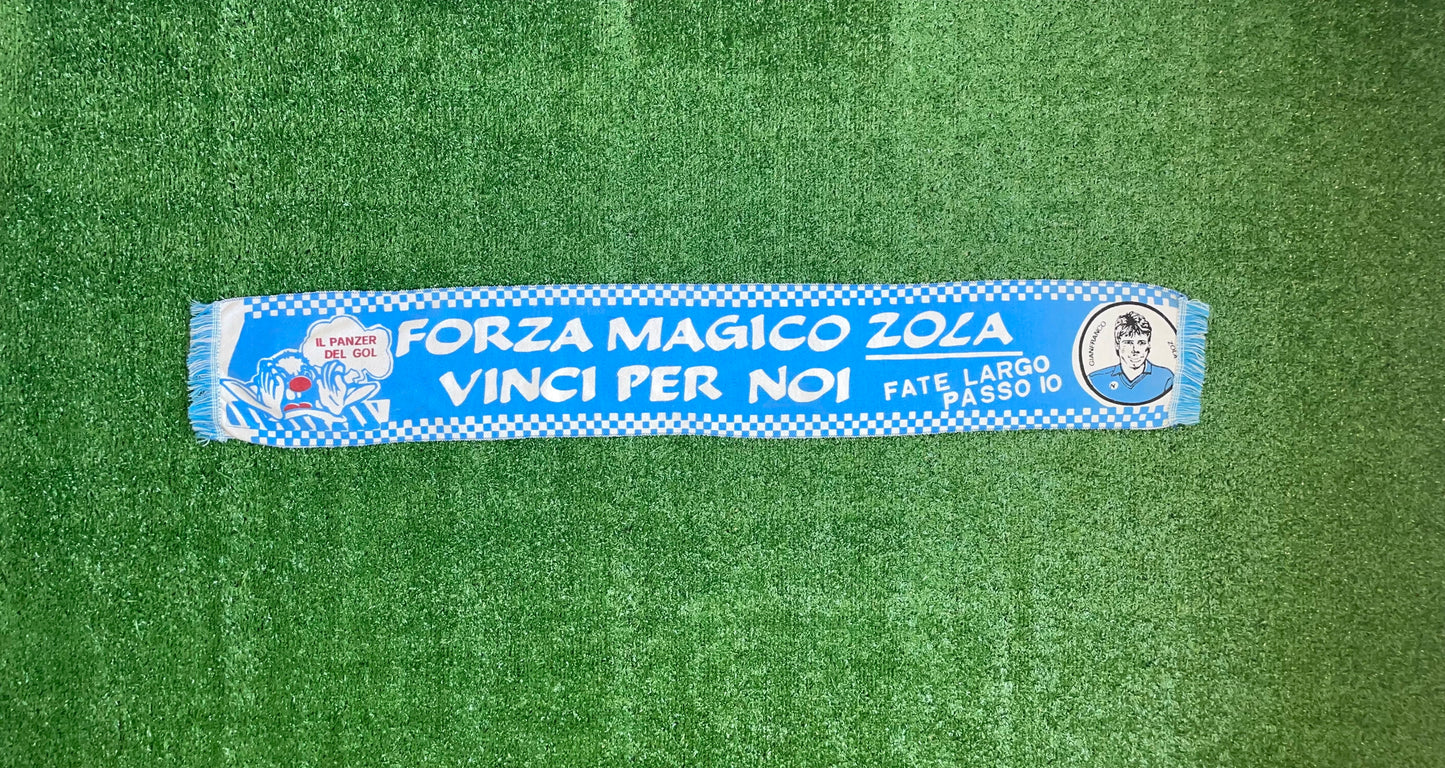 IL PANZER
DEL GOL
FORZA MAGICO ZOLA
VINCI PER NOI
FATE LARGO
PASSO IO
GIANFRANCO ZOLA
N